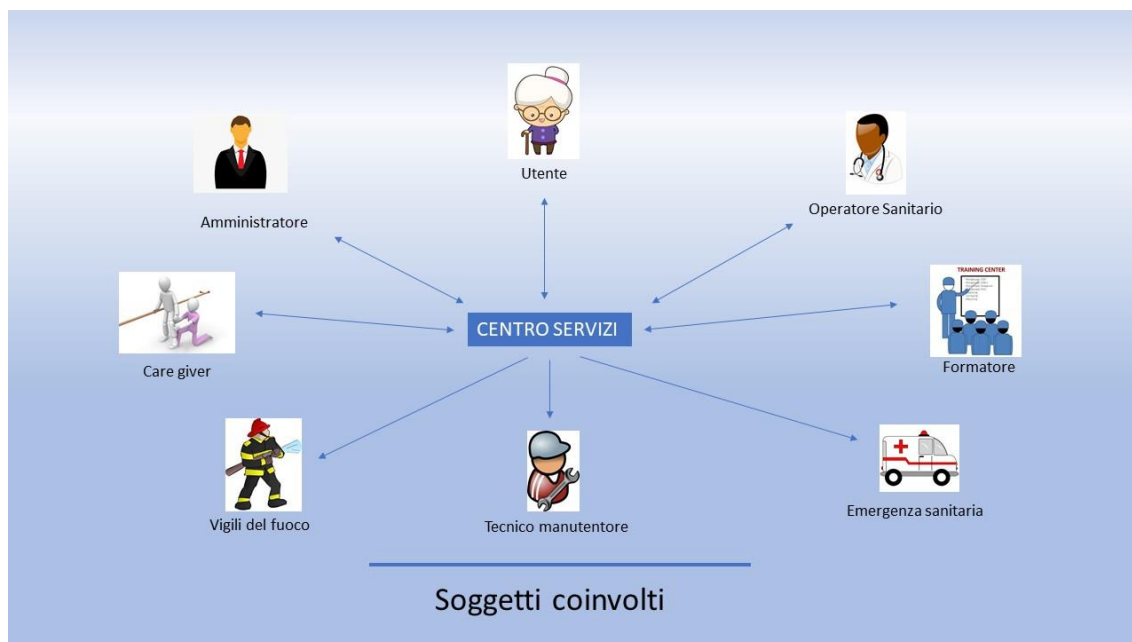 Utente
Amministratore
Operatore Sanitario
TRAINING CENTER
CENTRO SERVIZI
Care giver
Formatore
Vigili del fuoco
Tecnico manutentore
Emergenza sanitaria
Soggetti coinvolti